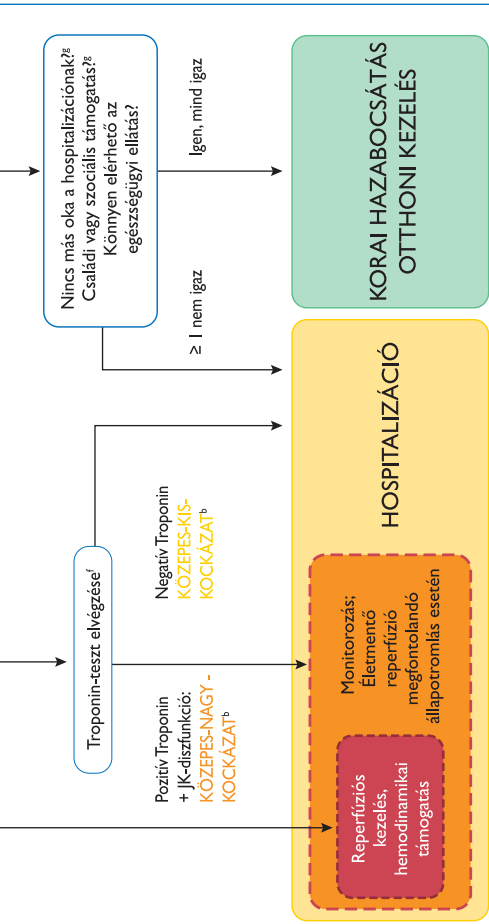 Troponin-teszt elvégzéseᶠ
Nincs más oka a hospitalizációnak?ᵍ
Családi vagy szociális támogatás?ᵍ
Könnyen elérhető az
egészségügyi ellátás?
Pozitív Troponin
+ JK-diszfunkció:
KÖZEPES-NAGY -
KOCKÁZATᵇ
Negatív Troponin
KÖZEPES-KIS-
KOCKÁZATᵇ
≥ 1 nem igaz
Igen, mind igaz
Reperfúziós
kezelés,
hemodinamikai
támogatás
Monitorozás;
Életmentő
reperfúzió
megfontolandó
állapotromlás esetén
HOSPITALIZÁCIÓ
KORAI HAZABOCSÁTÁS
OTTHONI KEZELÉS